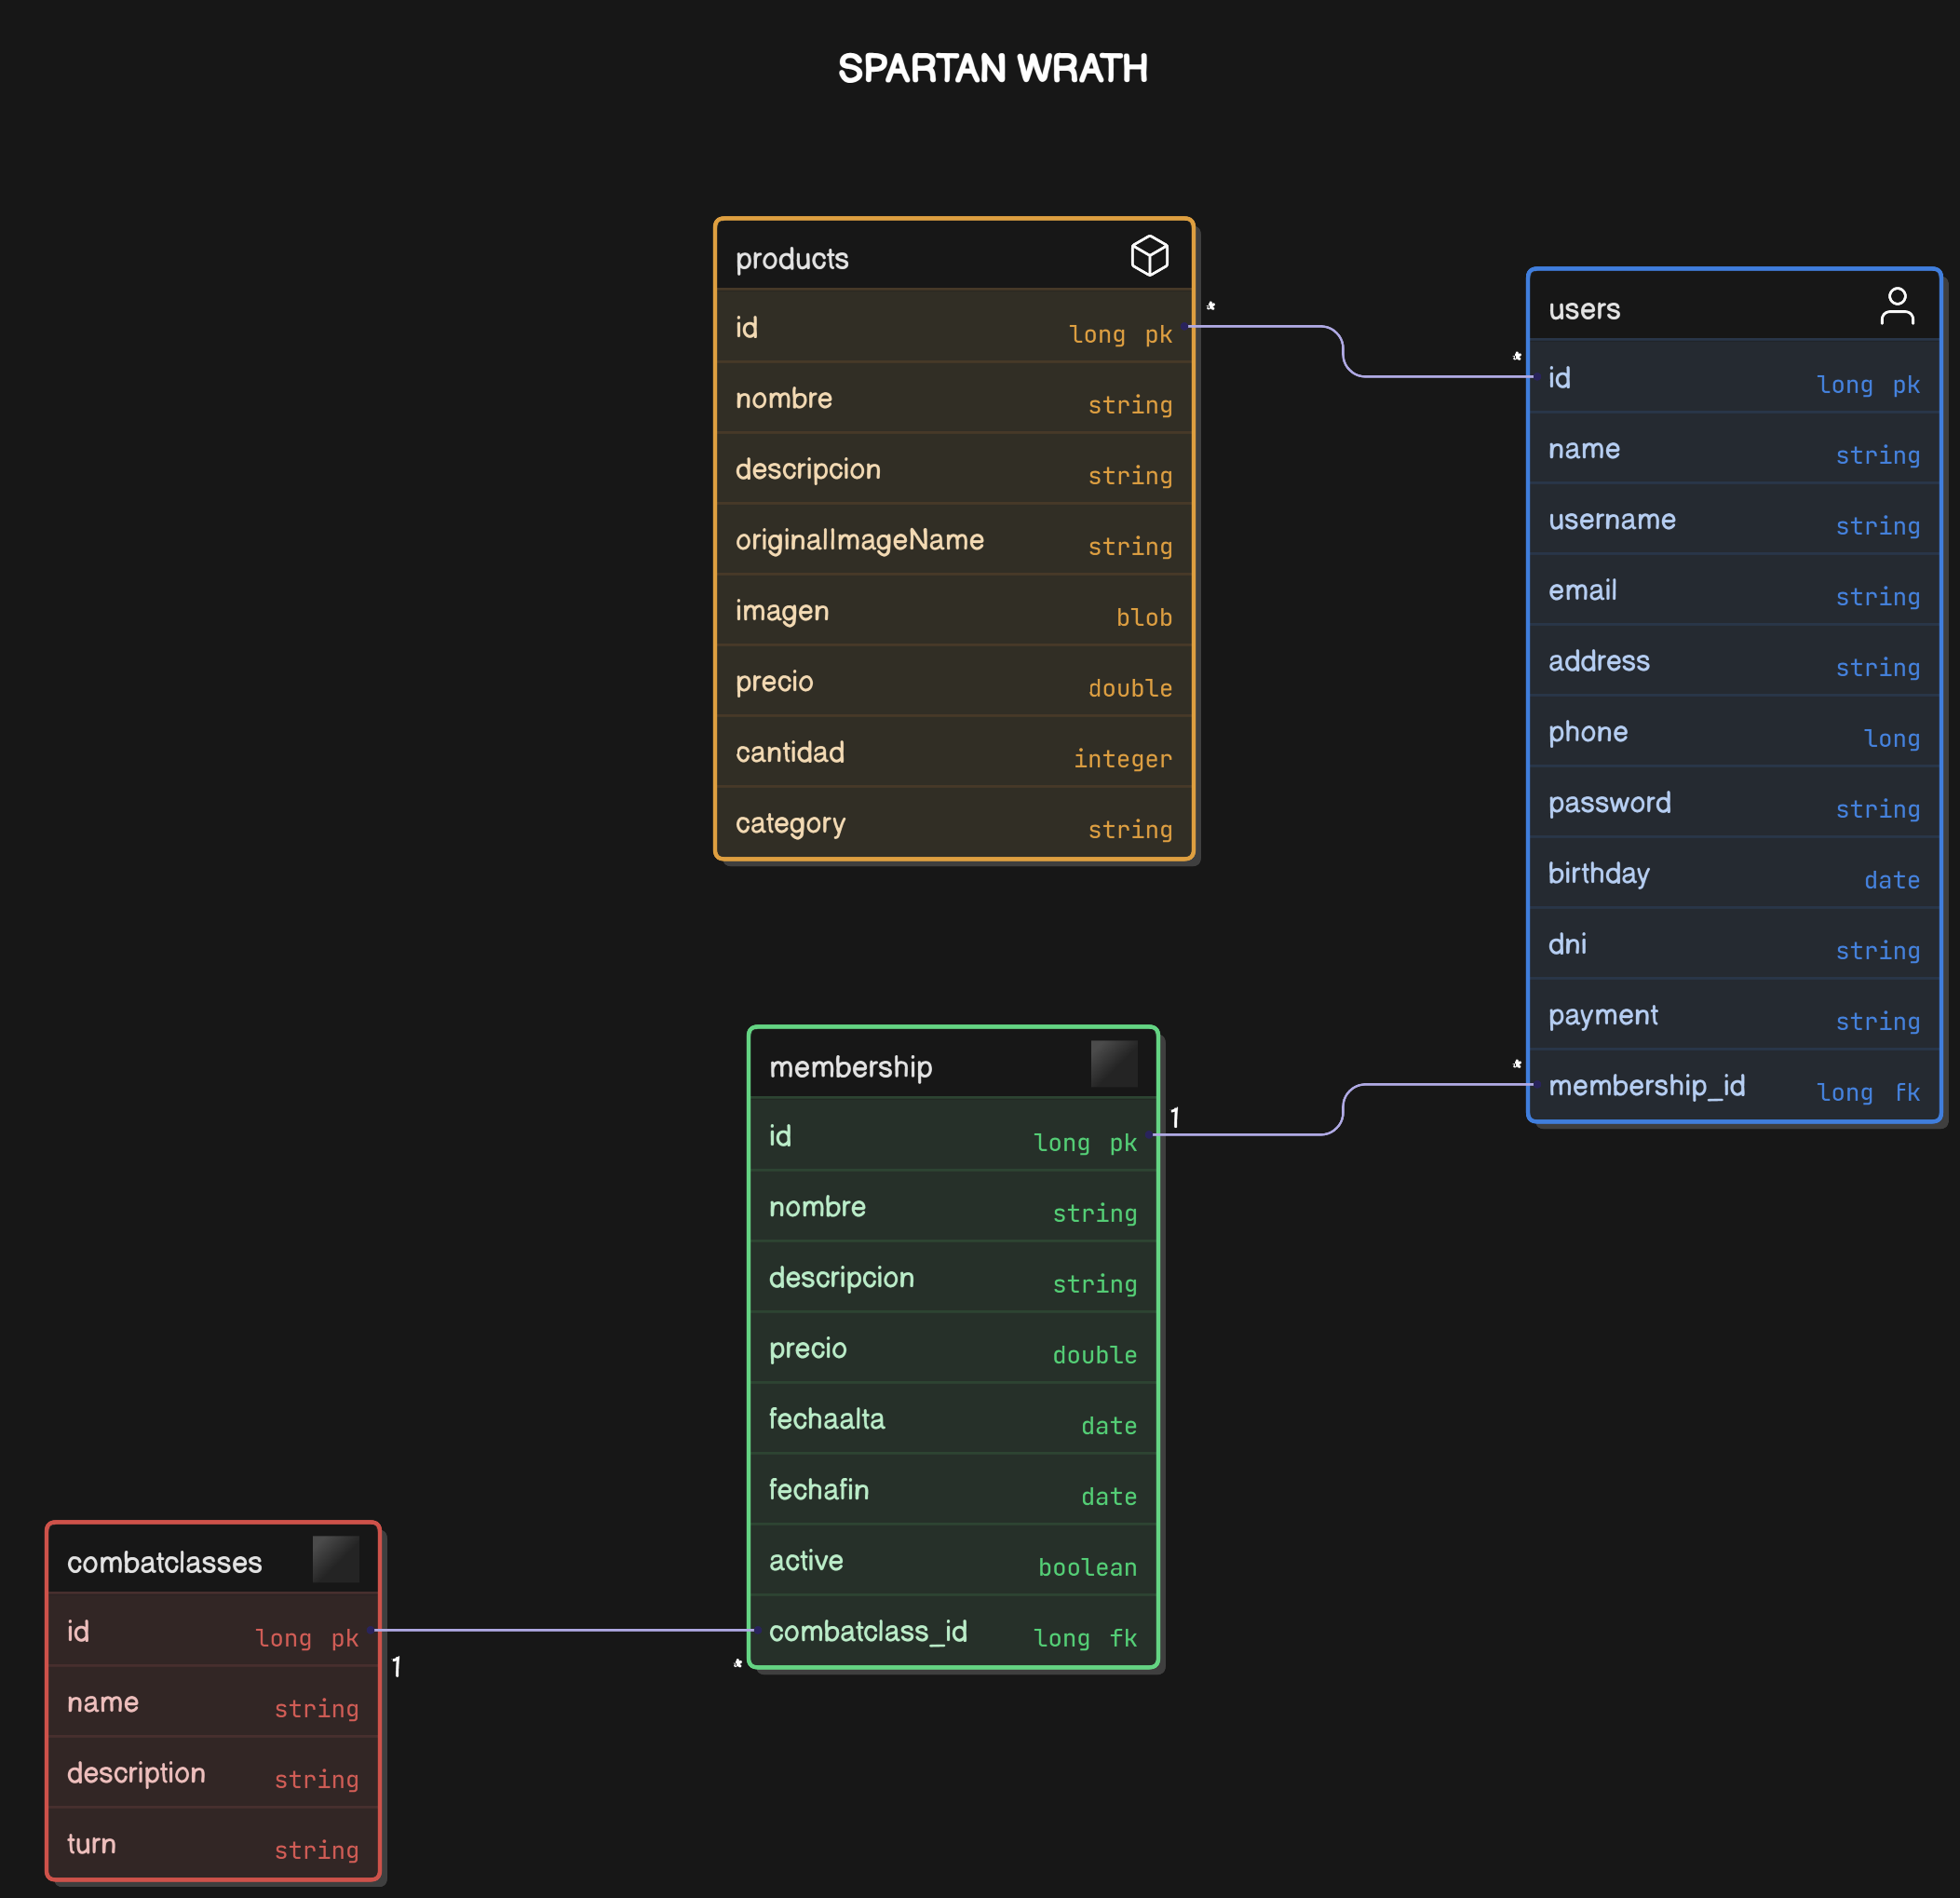 SPARTAN WRATH
products
id long pk
nombre string
descripcion string
originalImageName string
imagen blob
precio double
cantidad integer
category string
*
*
users
id long pk
name string
username string
email string
address string
phone long
password string
birthday date
dni string
payment string
membership_id long fk
*
1
membership
id long pk
nombre string
descripcion string
precio double
fechaalta date
fechafin date
active boolean
combatclass_id long fk
*
1
combatclasses
id long pk
name string
description string
turn string